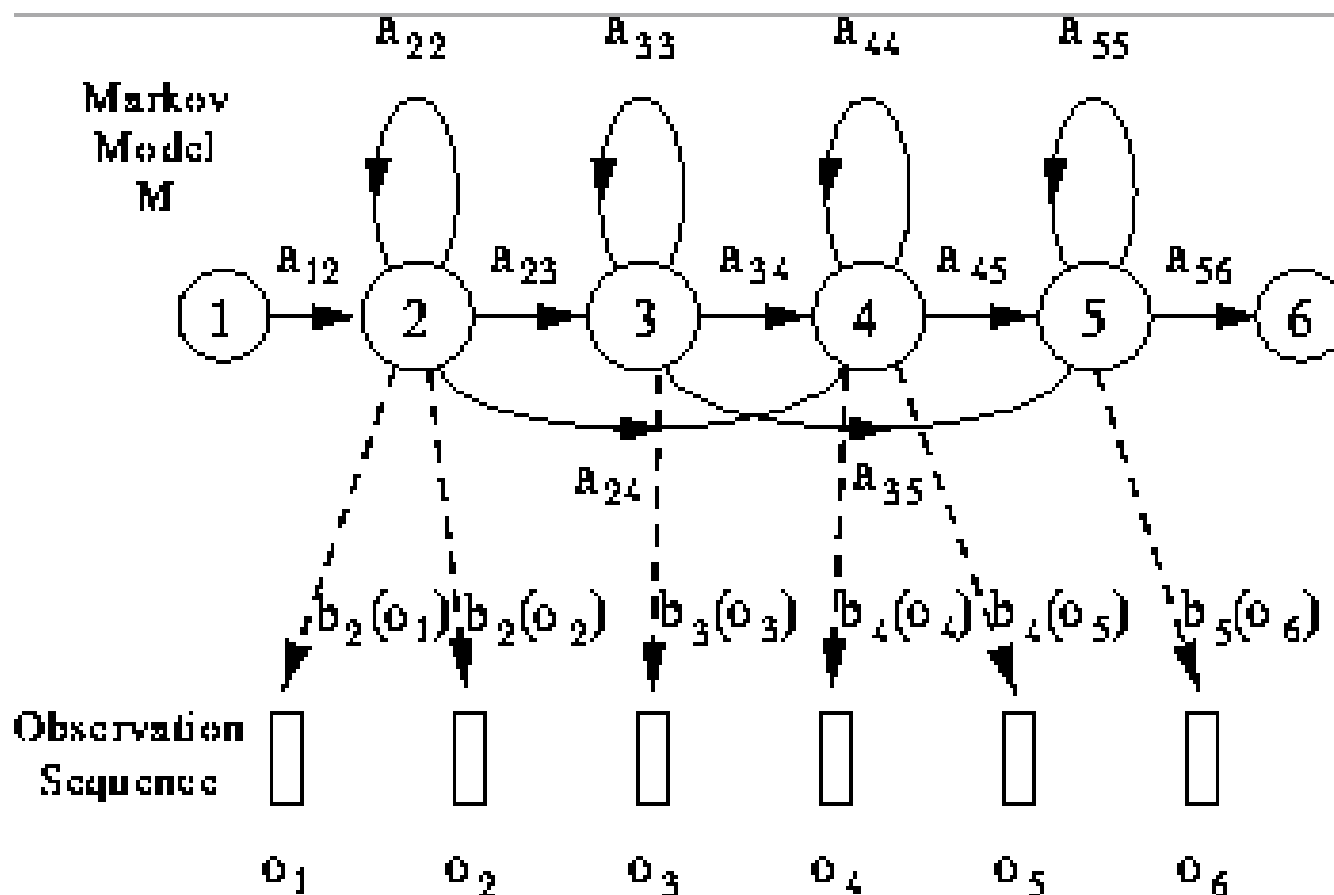 a22 a33 a44 a55
Markov
Model
M
a12 a23 a34 a45 a56
1 2 3 4 5 6
a24 a35
b2(o1) b2(o2) b3(o3) b4(o4) b4(o5) b5(o6)
Observation
Sequence
o1 o2 o3 o4 o5 o6